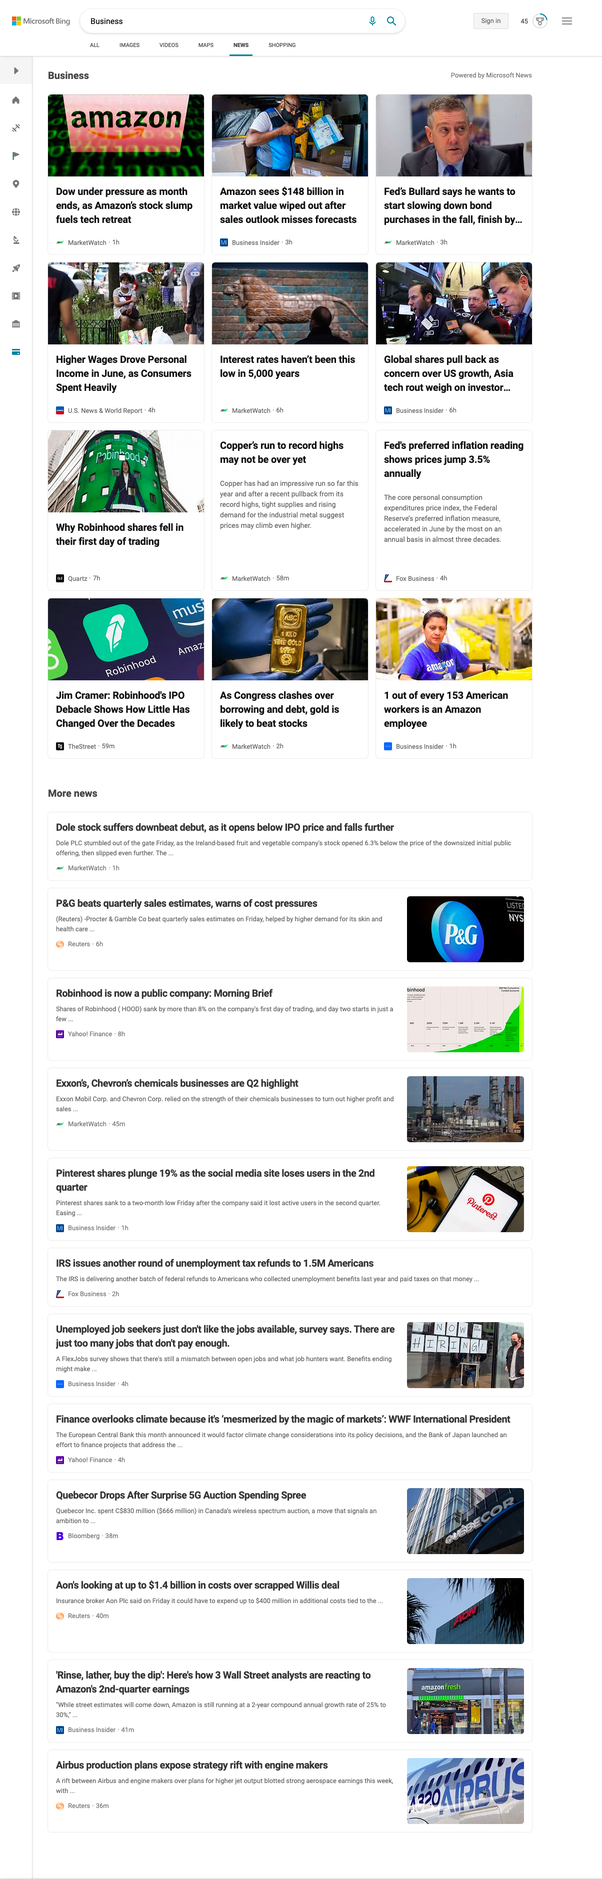 Microsoft Bing
Business
Sign in
45
ALL
IMAGES
VIDEOS
MAPS
NEWS
SHOPPING
Business
Powered by Microsoft News
amazon
Dow under pressure as month
ends, as Amazon's stock slump
fuels tech retreat
MarketWatch · 1h
Amazon sees $148 billion in
market value wiped out after
sales outlook misses forecasts
Business Insider · 3h
Fed's Bullard says he wants to
start slowing down bond
purchases in the fall, finish by...
MarketWatch · 3h
Higher Wages Drove Personal
Income in June, as Consumers
Spent Heavily
U.S. News & World Report · 4h
Interest rates haven't been this
low in 5,000 years
MarketWatch · 6h
Global shares pull back as
concern over US growth, Asia
tech rout weigh on investor...
Business Insider · 6h
Robinhood
Why Robinhood shares fell in
their first day of trading
Quartz · 7h
Copper's run to record highs
may not be over yet
Copper has had an impressive run so far this
year and after a recent pullback from its
record highs, tight supplies and rising
demand for the industrial metal suggest
prices may climb even higher.
MarketWatch · 58m
Fed's preferred inflation reading
shows prices jump 3.5%
annually
The core personal consumption
expenditures price index, the Federal
Reserve's preferred inflation measure,
accelerated in June by the most on an
annual basis in almost three decades.
Fox Business · 4h
mus
Amaz
Robinhood
Jim Cramer: Robinhood's IPO
Debacle Shows How Little Has
Changed Over the Decades
TheStreet · 59m
As Congress clashes over
borrowing and debt, gold is
likely to beat stocks
MarketWatch · 2h
amazon
1 out of every 153 American
workers is an Amazon
employee
Business Insider · 1h
More news
Dole stock suffers downbeat debut, as it opens below IPO price and falls further
Dole PLC stumbled out of the gate Friday, as the Ireland-based fruit and vegetable company's stock opened 6.3% below the price of the downsized initial public
offering, then slipped even further. The ...
MarketWatch · 1h
P&G beats quarterly sales estimates, warns of cost pressures
(Reuters) -Procter & Gamble Co beat quarterly sales estimates on Friday, helped by higher demand for its skin and
health care ...
Reuters · 6h
P&G
LISTE
NYS
Robinhood is now a public company: Morning Brief
Shares of Robinhood ( HOOD) sank by more than 8% on the company's first day of trading, and day two starts in just a
few ...
Yahoo! Finance · 8h
binhood
Exxon's, Chevron's chemicals businesses are Q2 highlight
Exxon Mobil Corp. and Chevron Corp. relied on the strength of their chemicals businesses to turn out higher profit and
sales ...
MarketWatch · 45m
Pinterest shares plunge 19% as the social media site loses users in the 2nd
quarter
Pinterest shares sank to a two-month low Friday after the company said it lost active users in the second quarter.
Easing ...
Business Insider · 1h
Pinterest
IRS issues another round of unemployment tax refunds to 1.5M Americans
The IRS is delivering another batch of federal refunds to Americans who collected unemployment benefits last year and paid taxes on that money ...
Fox Business · 2h
Unemployed job seekers just don't like the jobs available, survey says. There are
just too many jobs that don't pay enough.
A FlexJobs survey shows that there's still a mismatch between open jobs and what job hunters want. Benefits ending
might make ...
Business Insider · 4h
NOW
HIRING!
Finance overlooks climate because it's 'mesmerized by the magic of markets': WWF International President
The European Central Bank this month announced it would factor climate change considerations into its policy decisions, and the Bank of Japan launched an
effort to finance projects that address the ...
Yahoo! Finance · 4h
Quebecor Drops After Surprise 5G Auction Spending Spree
Quebecor Inc. spent C$830 million ($666 million) in Canada's wireless spectrum auction, a move that signals an
ambition to ...
Bloomberg · 38m
QUEBECOR
Aon's looking at up to $1.4 billion in costs over scrapped Willis deal
Insurance broker Aon Plc said on Friday it could have to expend up to $400 million in additional costs tied to the ...
Reuters · 40m
AON
'Rinse, lather, buy the dip': Here's how 3 Wall Street analysts are reacting to
Amazon's 2nd-quarter earnings
"While street estimates will come down, Amazon is still running at a 2-year compound annual growth rate of 25% to
30%," ...
Business Insider · 41m
amazon fresh
Airbus production plans expose strategy rift with engine makers
A rift between Airbus and engine makers over plans for higher jet output blotted strong aerospace earnings this week,
with ...
Reuters · 36m
A320 AIRBUS